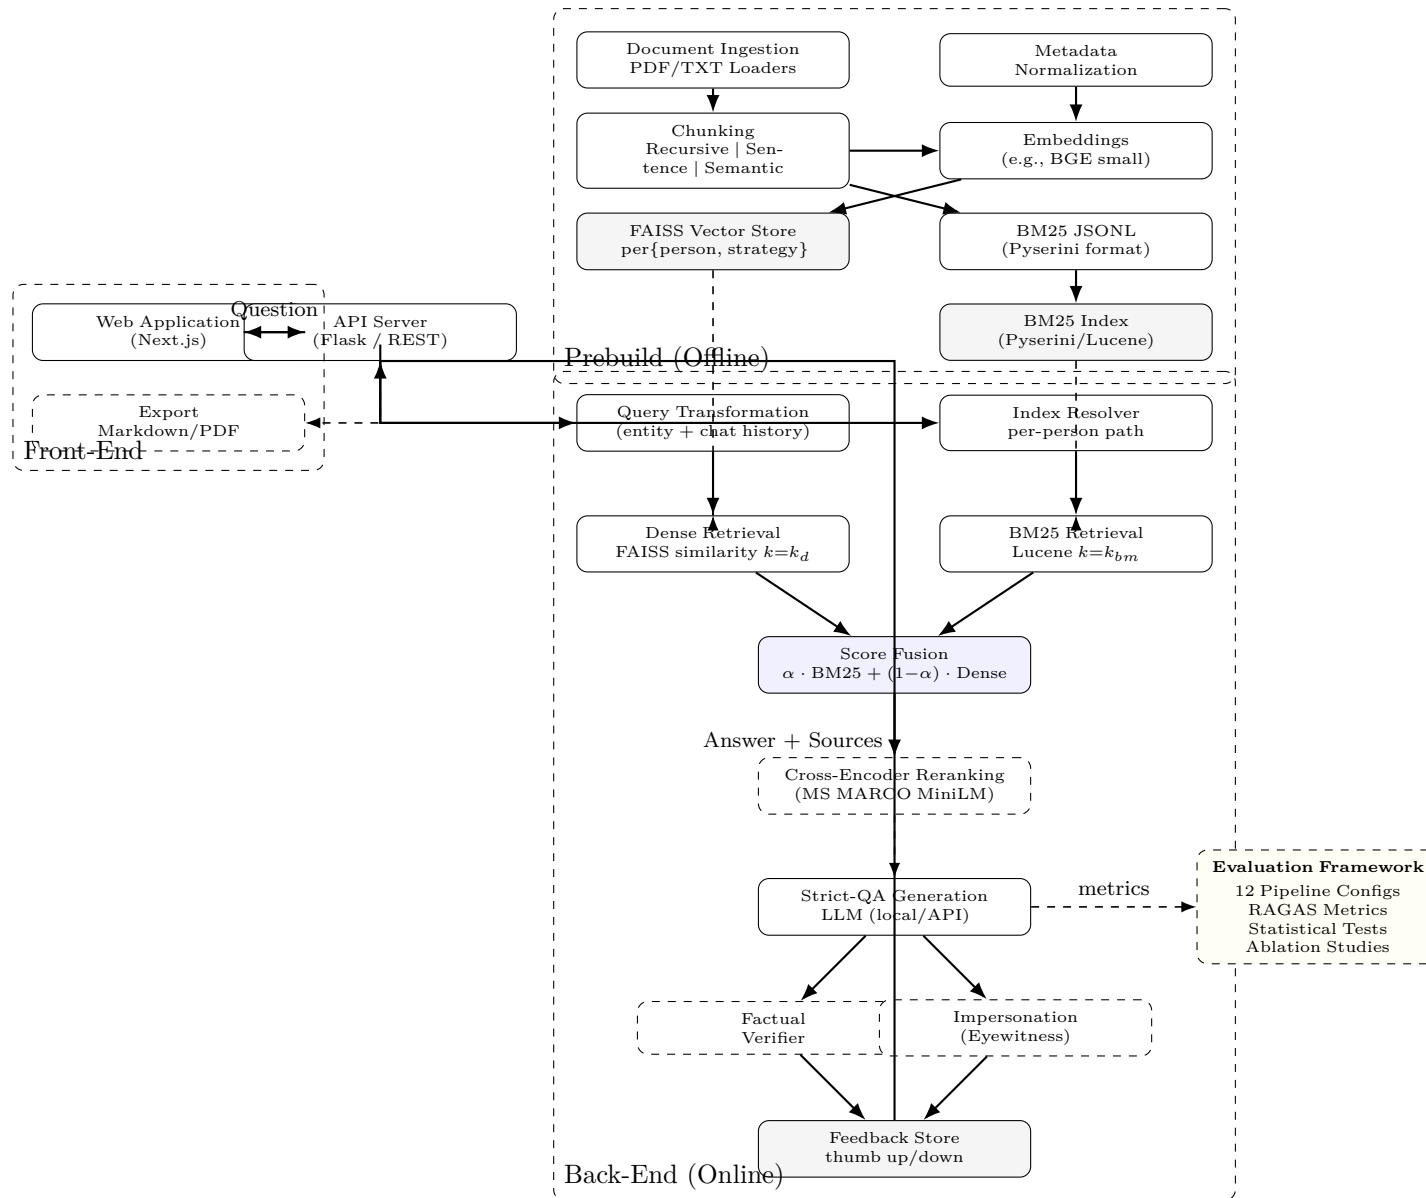 Document Ingestion
PDF/TXT Loaders
Metadata
Normalization
Chunking
Recursive | Sen-
tence | Semantic
Embeddings
(e.g., BGE small)
FAISS Vector Store
per{person, strategy}
BM25 JSONL
(Pyserini format)
Question
Web Application
(Next.js)
API Server
(Flask / REST)
BM25 Index
(Pyserini/Lucene)
Prebuild (Offline)
Export
Markdown/PDF
Front-End
Query Transformation
(entity + chat history)
Index Resolver
per-person path
Dense Retrieval
FAISS similarity k=k_d
BM25 Retrieval
Lucene k=k_{bm}
Score Fusion
α · BM25 + (1−α) · Dense
Answer + Sources
Cross-Encoder Reranking
(MS MARCO MiniLM)
Strict-QA Generation
LLM (local/API)
metrics
Evaluation Framework
12 Pipeline Configs
RAGAS Metrics
Statistical Tests
Ablation Studies
Factual
Verifier
Impersonation
(Eyewitness)
Feedback Store
thumb up/down
Back-End (Online)